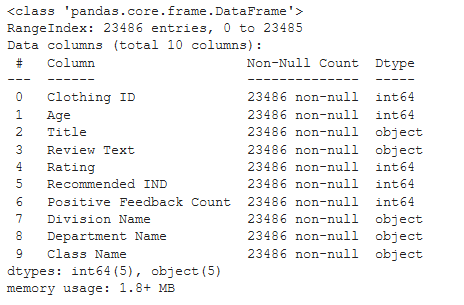 <class 'pandas.core.frame.DataFrame'>
RangeIndex: 23486 entries, 0 to 23485
Data columns (total 10 columns):
 #   Column                   Non-Null Count  Dtype
---  ------                   --------------  -----
 0   Clothing ID              23486 non-null  int64
 1   Age                      23486 non-null  int64
 2   Title                    23486 non-null  object
 3   Review Text              23486 non-null  object
 4   Rating                   23486 non-null  int64
 5   Recommended IND          23486 non-null  int64
 6   Positive Feedback Count  23486 non-null  int64
 7   Division Name            23486 non-null  object
 8   Department Name          23486 non-null  object
 9   Class Name               23486 non-null  object
dtypes: int64(5), object(5)
memory usage: 1.8+ MB